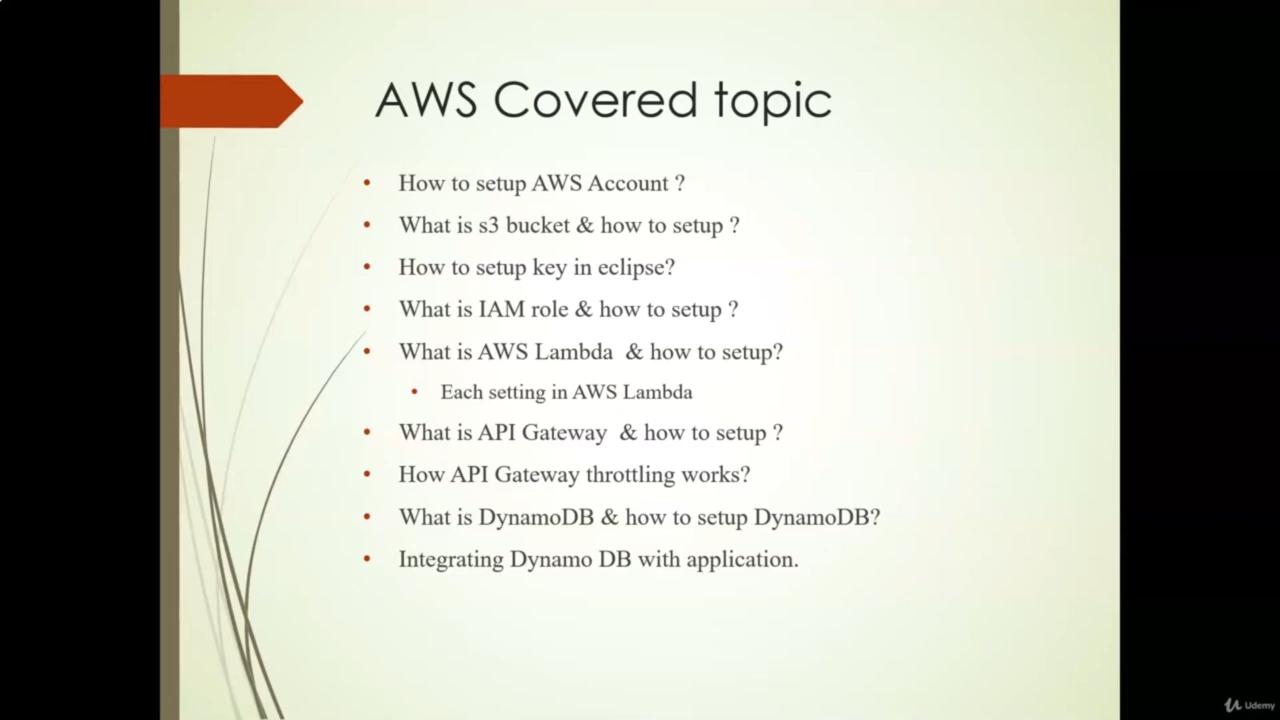 AWS Covered topic
• How to setup AWS Account ?
• What is s3 bucket & how to setup ?
• How to setup key in eclipse?
• What is IAM role & how to setup ?
• What is AWS Lambda & how to setup?
• Each setting in AWS Lambda
• What is API Gateway & how to setup ?
• How API Gateway throttling works?
• What is DynamoDB & how to setup DynamoDB?
• Integrating Dynamo DB with application.
Udemy